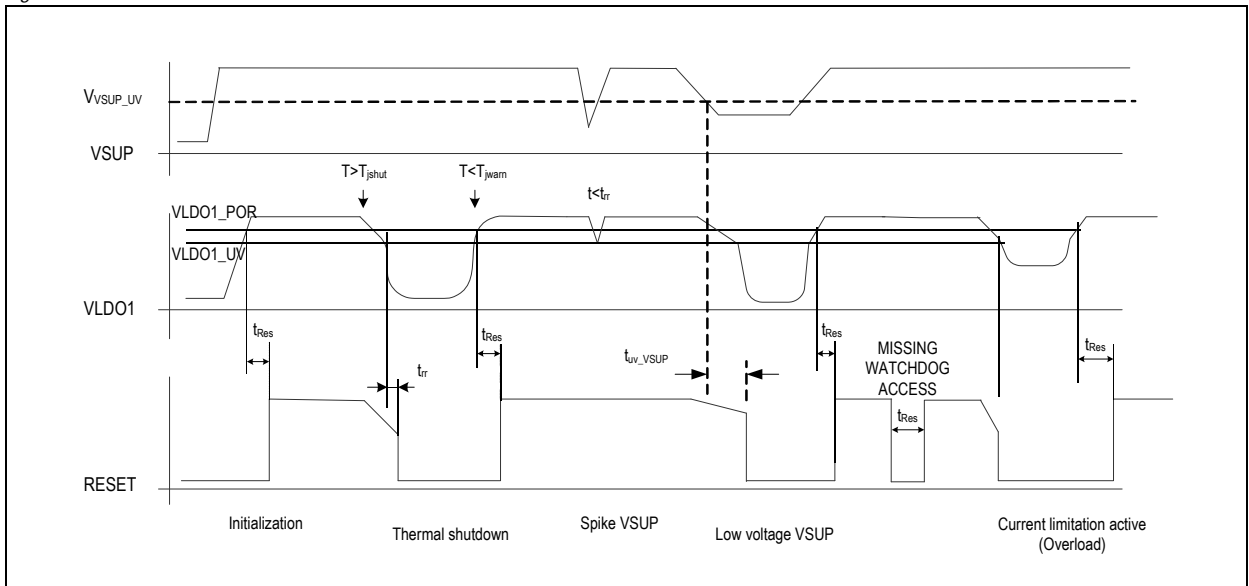 VVSUP_UV
VSUP
T>Tjshut
T<Tjwarn
t<trr
VLDO1_POR
VLDO1_UV
VLDO1
tRes
trr
tRes
tuv_VSUP
tRes
MISSING
WATCHDOG
ACCESS
tRes
tRes
RESET
Initialization
Thermal shutdown
Spike VSUP
Low voltage VSUP
Current limitation active
(Overload)